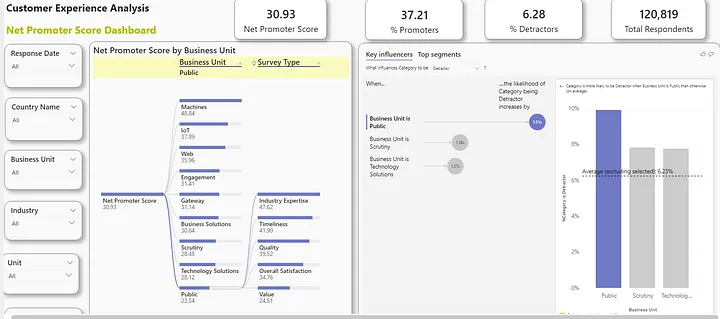 Customer Experience Analysis
Net Promoter Score Dashboard
30.93
Net Promoter Score
37.21
% Promoters
6.28
% Detractors
120,819
Total Respondents
Response Date
All
Country Name
All
Business Unit
All
Industry
All
Unit
All
Net Promoter Score by Business Unit
Business Unit
Survey Type
Public
Net Promoter Score
30.93
Machines
48.84
IoT
37.89
Web
35.96
Engagement
31.41
Gateway
31.14
Business Solutions
30.64
Scrutiny
28.45
Technology Solutions
28.12
Public
23.54
Industry Expertise
47.62
Timeliness
41.90
Quality
39.52
Overall Satisfaction
34.76
Value
24.51
Key influencers Top segments
What influences Category to be Detractor ?
When...
...the likelihood of
Category being
Detractor
increases by
Business Unit is
Public
Business Unit is
Scrutiny
Business Unit is
Technology
Solutions
Category is more likely to be Detractor when Business Unit is Public than otherwise
(on average).
%Category is Detractor
10%
8%
6%
4%
2%
0%
Average (excluding selected): 6.23%
Public
Scrutiny
Technolog...
Business Unit